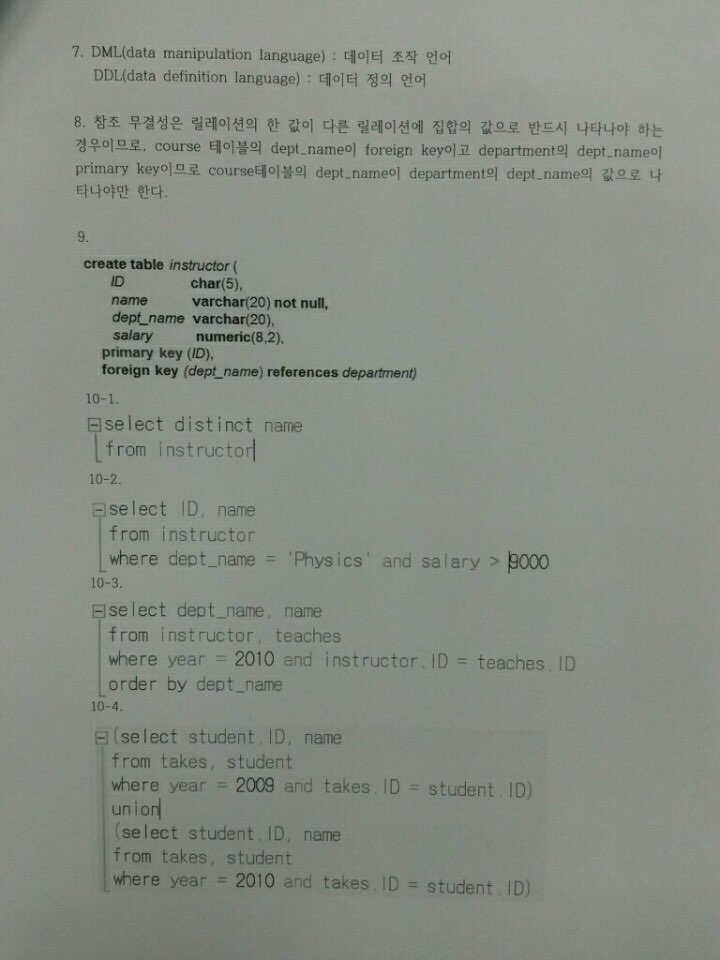 7. DML(data manipulation language) : 데이터 조작 언어
DDL(data definition language) : 데이터 정의 언어
8. 참조 무결성은 릴레이션의 한 값이 다른 릴레이션에 집합의 값으로 반드시 나타나야 하는
경우이므로, course 테이블의 dept_name이 foreign key이고 department의 dept_name이
primary key이므로 course테이블의 dept_name이 department의 dept_name의 값으로 나
타나야만 한다.
9.
create table instructor (
ID char(5),
name varchar(20) not null,
dept_name varchar(20),
salary numeric(8,2),
primary key (ID),
foreign key (dept_name) references department)
10-1.
select distinct name
from instructor
10-2.
select ID, name
from instructor
where dept_name = 'Physics' and salary > 9000
10-3.
select dept_name, name
from instructor, teaches
where year = 2010 and instructor.ID = teaches.ID
order by dept_name
10-4.
(select student.ID, name
from takes, student
where year = 2009 and takes.ID = student.ID)
union
(select student.ID, name
from takes, student
where year = 2010 and takes.ID = student.ID)